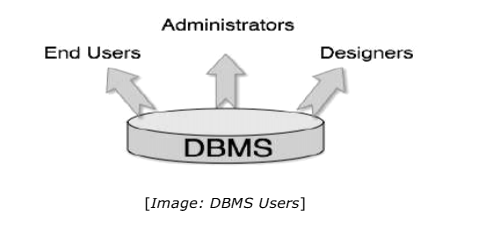 Administrators
End Users
Designers
DBMS
[Image: DBMS Users]